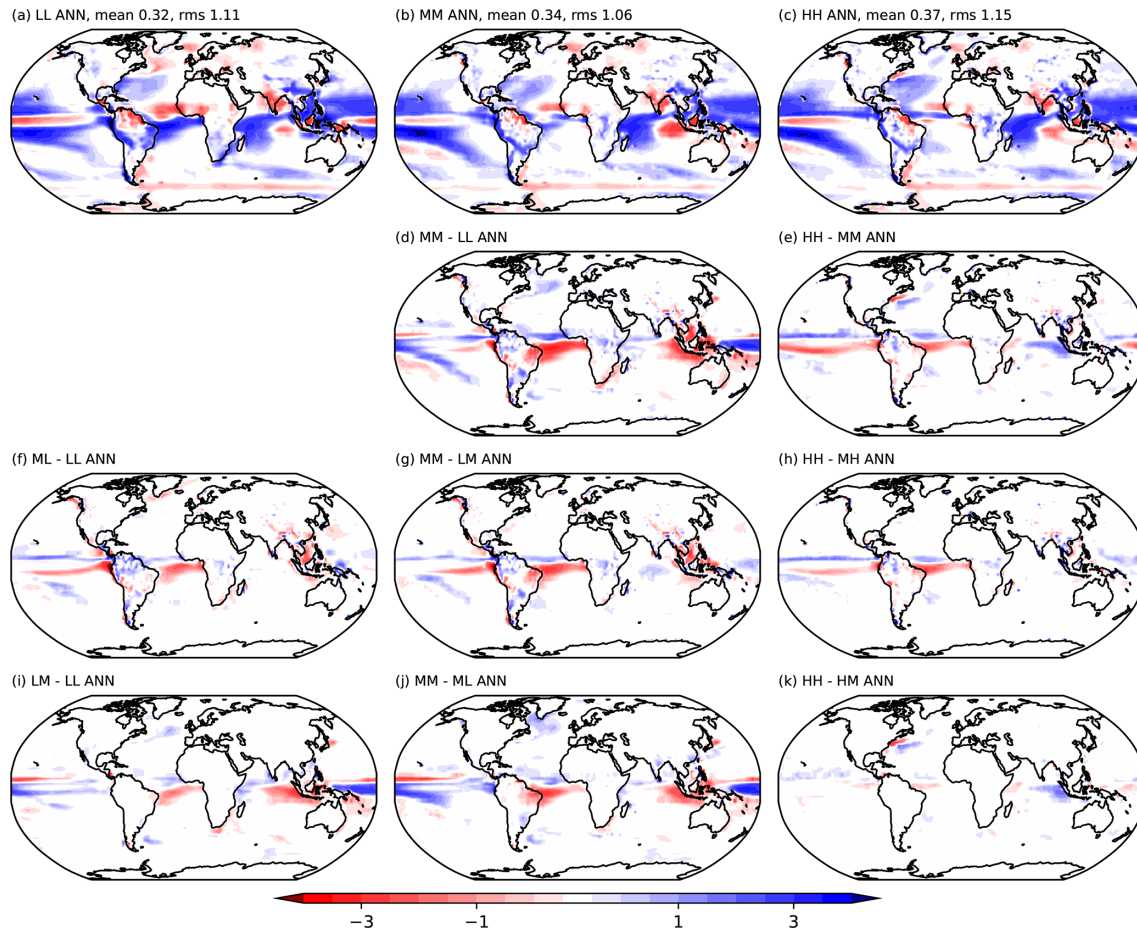 (a) LL ANN, mean 0.32, rms 1.11
(b) MM ANN, mean 0.34, rms 1.06
(c) HH ANN, mean 0.37, rms 1.15
(d) MM - LL ANN
(e) HH - MM ANN
(f) ML - LL ANN
(g) MM - LM ANN
(h) HH - MH ANN
(i) LM - LL ANN
(j) MM - ML ANN
(k) HH - HM ANN
−3 −1 1 3